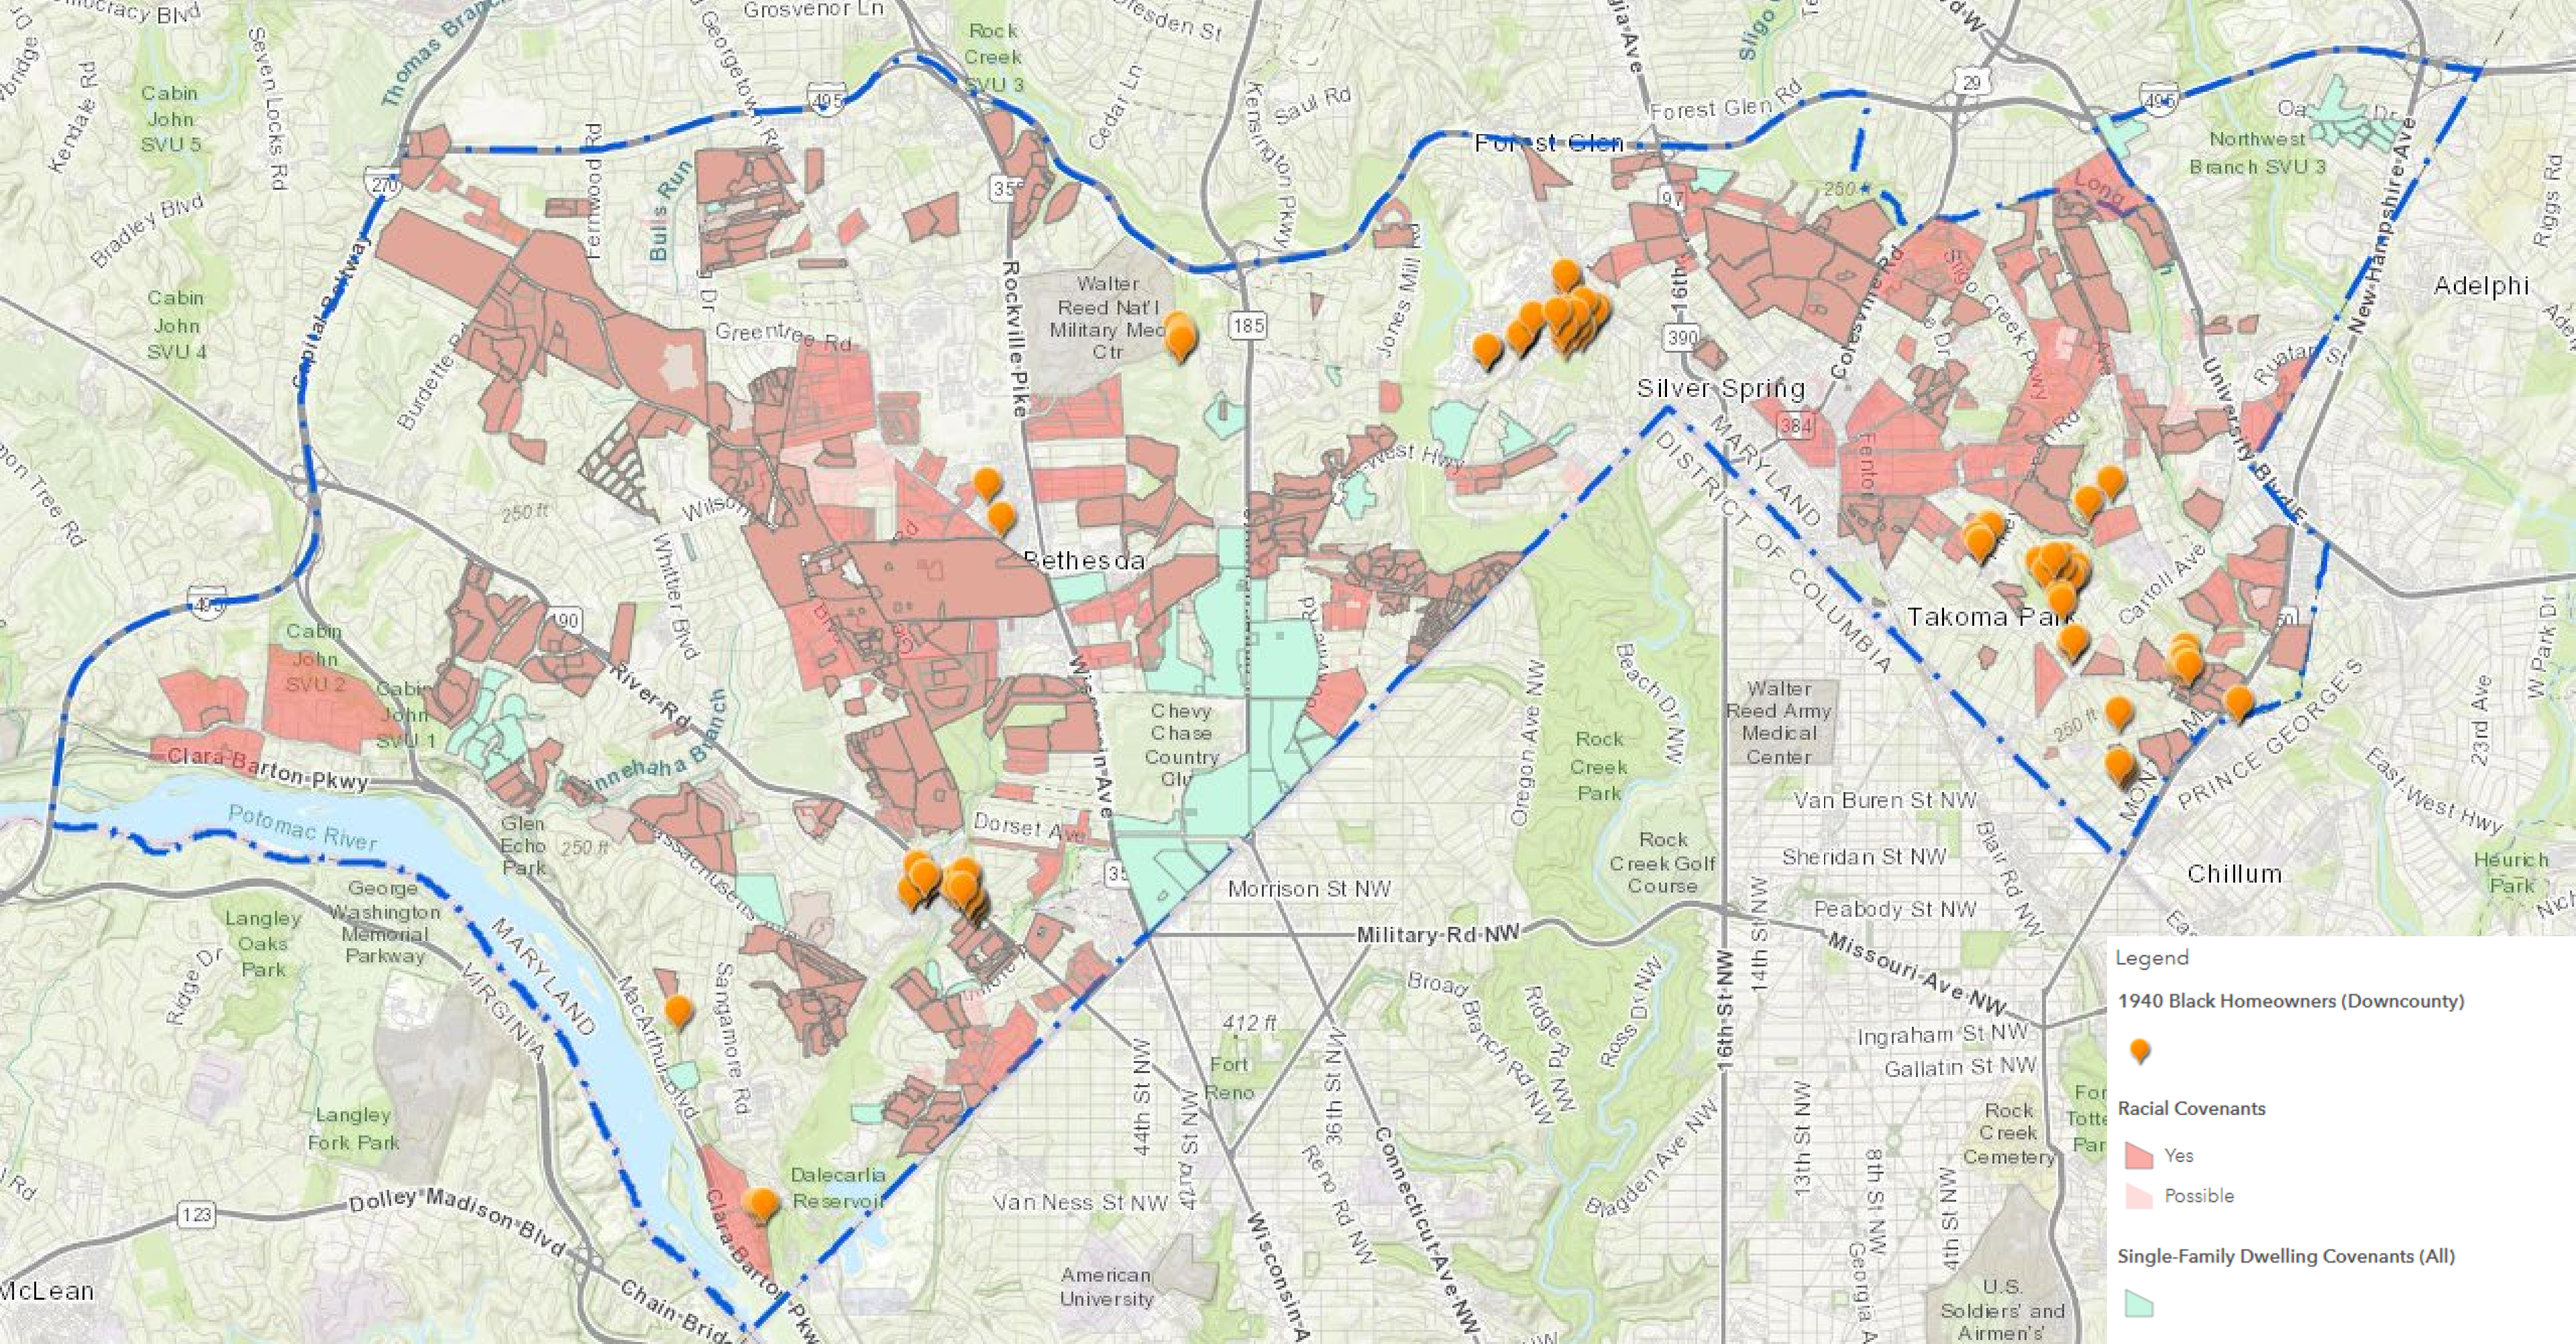 Grosvenor Ln
Dresden St
Rock
Creek
SVU 3
Thomas Bran
Georgetown Rd
Seven Locks Rd
Kendale Rd
Cabin
John
SVU 5
Cedar Ln
Saul Rd
Kensington Pkwy
Forest Glen Rd
Forest Glen
29
495
495
Northwest
Branch SVU 3
Riggs Rd
270
355
97
250 ft
Long
Bradley Blvd
Fernwood Rd
Bulls Run
Capital Beltway
Cabin
John
SVU 4
Greentree Rd
Rockville Pike
Walter
Reed Nat'l
Military Med
Ctr
185
Jones Mill Rd
16th
390
Colesville Rd
Sligo Creek Pkwy
New Hampshire Ave
Adelphi
Silver Spring
384
Fenton
University Blvd E
Ruatan St
Wilson
250 ft
Whittier Blvd
Bethesda
West Hwy
MARYLAND
DISTRICT OF COLUMBIA
Takoma Park
Carroll Ave
495
190
River Rd
Cabin
John
SVU 2
Cabin
John
SVU 1
Clara Barton Pkwy
Potomac River
Minnehaha Branch
Wisconsin Ave
Chevy
Chase
Country
Clu
Oregon Ave NW
Beach Dr NW
Rock
Creek
Park
Walter
Reed Army
Medical
Center
250 ft
PRINCE GEORGES
East-West Hwy
23rd Ave
W Park Dr
Glen
Echo
Park
250 ft
Massachusetts
Dorset Ave
Morrison St NW
Military Rd NW
Rock
Creek Golf
Course
Van Buren St NW
Sheridan St NW
Peabody St NW
Blair Rd NW
Missouri Ave NW
Chillum
Heurich
Park
George
Washington
Memorial
Parkway
Langley
Oaks
Park
Ridge Dr
MARYLAND
VIRGINIA
MacArthur Blvd
Sangamore Rd
412 ft
Fort
Reno
Broad
Branch Rd NW
Ridge Rd NW
Ross Dr NW
16th St NW
14th St NW
Ingraham St NW
Gallatin St NW
Langley
Fork Park
44th St NW
42nd St NW
36th St NW
Reno Rd NW
Connecticut Ave NW
Blagden Ave NW
13th St NW
8th St NW
4th St NW
Rock
Creek
Cemetery
Dalecarlia
Reservoir
Van Ness St NW
123
Dolley Madison Blvd
Clara Barton Pkw
McLean
Chain Brid
American
University
Wisconsin A
Georgia A
U.S.
Soldiers' and
Airmen's'
Legend
1940 Black Homeowners (Downcounty)
Racial Covenants
Yes
Possible
Single-Family Dwelling Covenants (All)